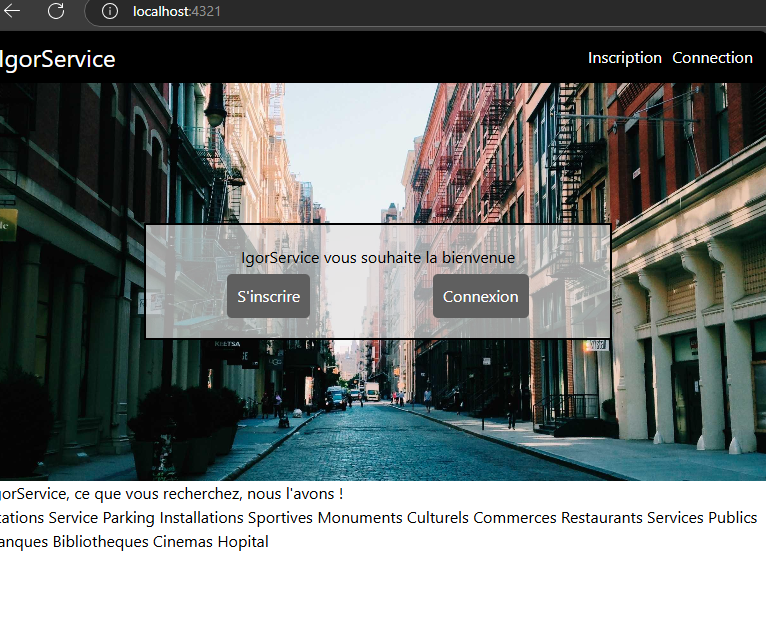 localhost:4321
IgorService Inscription Connection
IgorService vous souhaite la bienvenue
S'inscrire Connexion
gorService, ce que vous recherchez, nous l'avons !
tations Service Parking Installations Sportives Monuments Culturels Commerces Restaurants Services Publics
anques Bibliotheques Cinemas Hopital